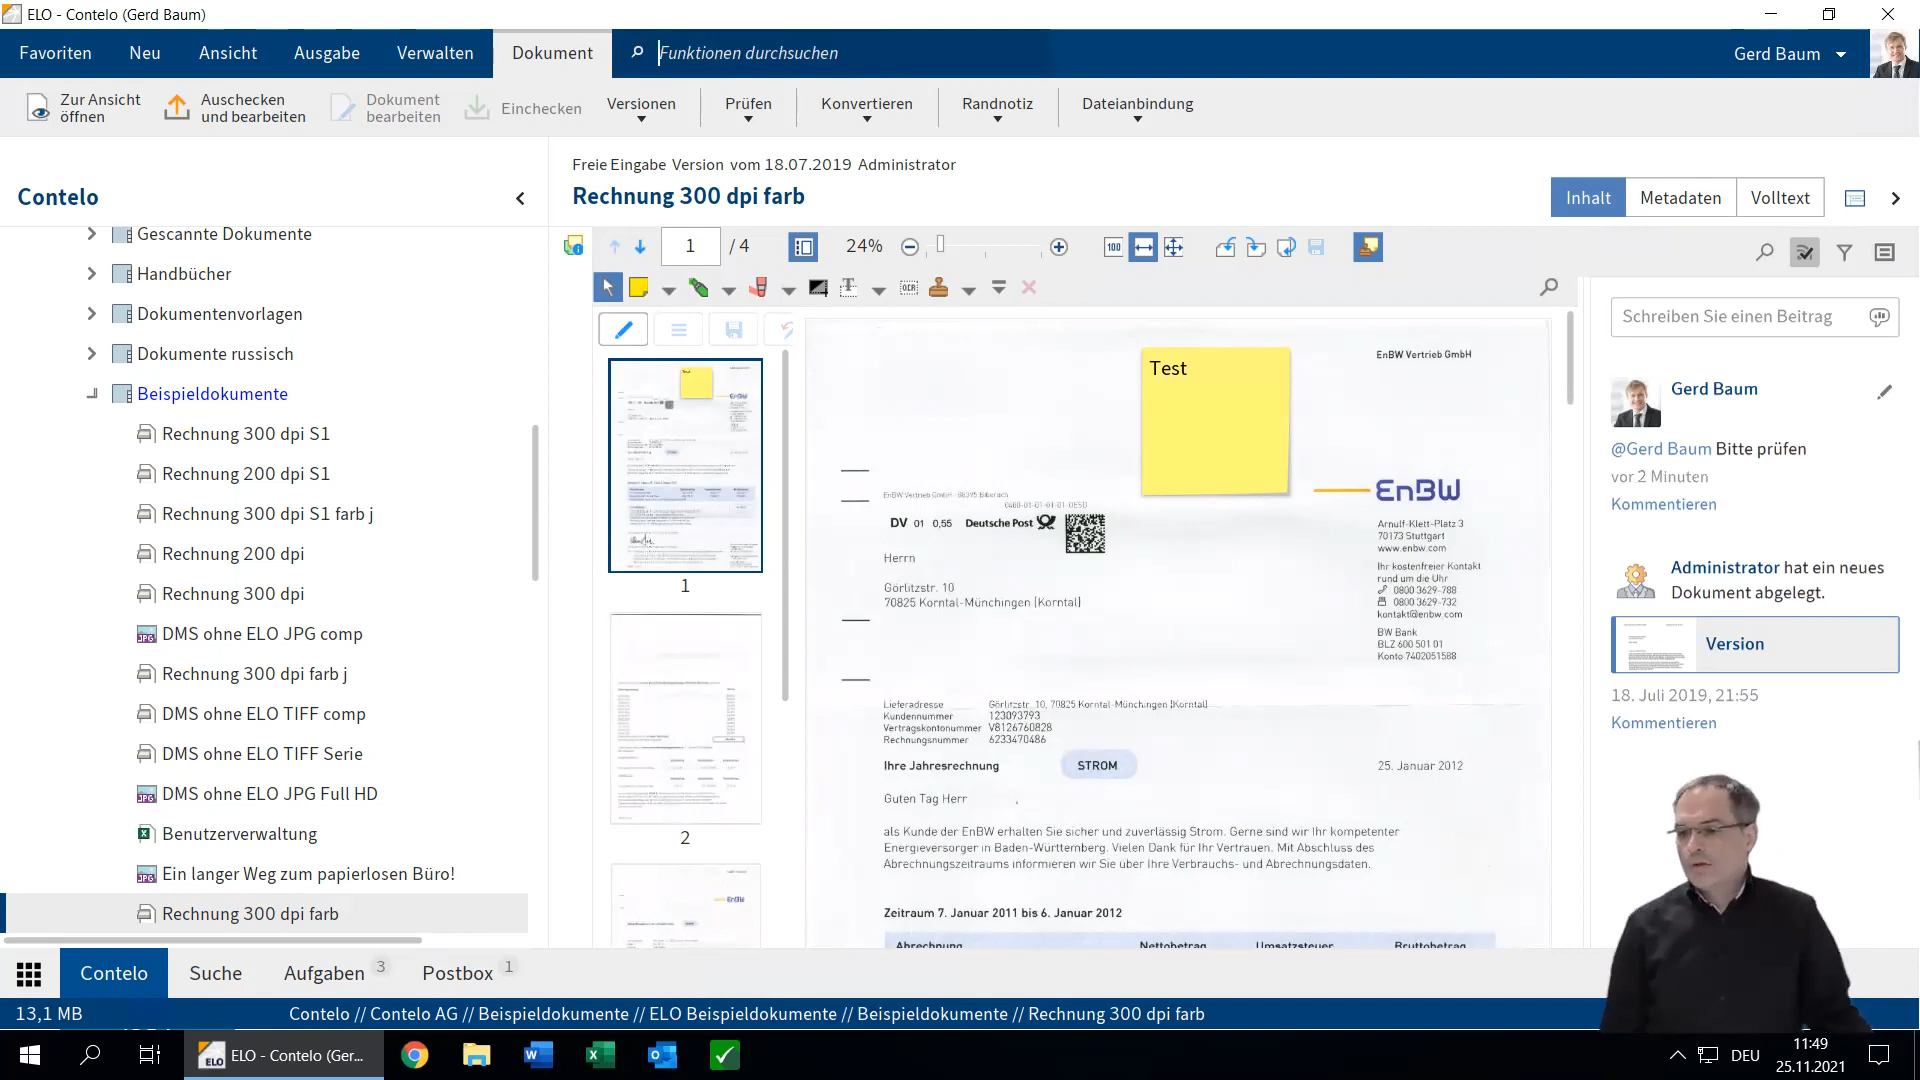 ELO - Contelo (Gerd Baum)
Favoriten
Neu
Ansicht
Ausgabe
Verwalten
Dokument
Funktionen durchsuchen
Gerd Baum
Zur Ansicht
öffnen
Auschecken
und bearbeiten
Dokument
bearbeiten
Einchecken
Versionen
Prüfen
Konvertieren
Randnotiz
Dateianbindung
Contelo
Gescannte Dokumente
Handbücher
Dokumentenvorlagen
Dokumente russisch
Beispieldokumente
Rechnung 300 dpi S1
Rechnung 200 dpi S1
Rechnung 300 dpi S1 farb j
Rechnung 200 dpi
Rechnung 300 dpi
DMS ohne ELO JPG comp
Rechnung 300 dpi farb j
DMS ohne ELO TIFF comp
DMS ohne ELO TIFF Serie
DMS ohne ELO JPG Full HD
Benutzerverwaltung
Ein langer Weg zum papierlosen Büro!
Rechnung 300 dpi farb
Freie Eingabe Version vom 18.07.2019 Administrator
Rechnung 300 dpi farb
Inhalt
Metadaten
Volltext
1
/ 4
24%
100
OCR
1
2
Test
EnBW Vertrieb GmbH
EnBW
EnBW Vertrieb GmbH - 88395 Biberach
DV 01 0,55 Deutsche Post
Herrn
Görlitzstr. 10
70825 Korntal-Münchingen (Korntal)
Arnulf-Klett-Platz 3
70173 Stuttgart
www.enbw.com
Ihr kostenfreier Kontakt
rund um die Uhr
0800 3629-788
0800 3629-732
kontakt@enbw.com
BW Bank
BLZ 600 501 01
Konto 7402051588
Lieferadresse Görlitzstr. 10, 70825 Korntal-Münchingen (Korntal)
Kundennummer 123093793
Vertragskontonummer V8126760828
Rechnungsnummer 6233470486
Ihre Jahresrechnung
STROM
25. Januar 2012
Guten Tag Herr
als Kunde der EnBW erhalten Sie sicher und zuverlässig Strom. Gerne sind wir Ihr kompetenter
Energieversorger in Baden-Württemberg. Vielen Dank für Ihr Vertrauen. Mit Abschluss des
Abrechnungszeitraums informieren wir Sie über Ihre Verbrauchs- und Abrechnungsdaten.
Zeitraum 7. Januar 2011 bis 6. Januar 2012
Abrechnung Nettobetrag Umsatzsteuer Bruttobetrag
Schreiben Sie einen Beitrag
Gerd Baum
@Gerd Baum Bitte prüfen
vor 2 Minuten
Kommentieren
Administrator hat ein neues
Dokument abgelegt.
Version
18. Juli 2019, 21:55
Kommentieren
Contelo
Suche
Aufgaben 3
Postbox 1
13,1 MB
Contelo // Contelo AG // Beispieldokumente // ELO Beispieldokumente // Beispieldokumente // Rechnung 300 dpi farb
ELO - Contelo (Ger...
DEU
11:49
25.11.2021